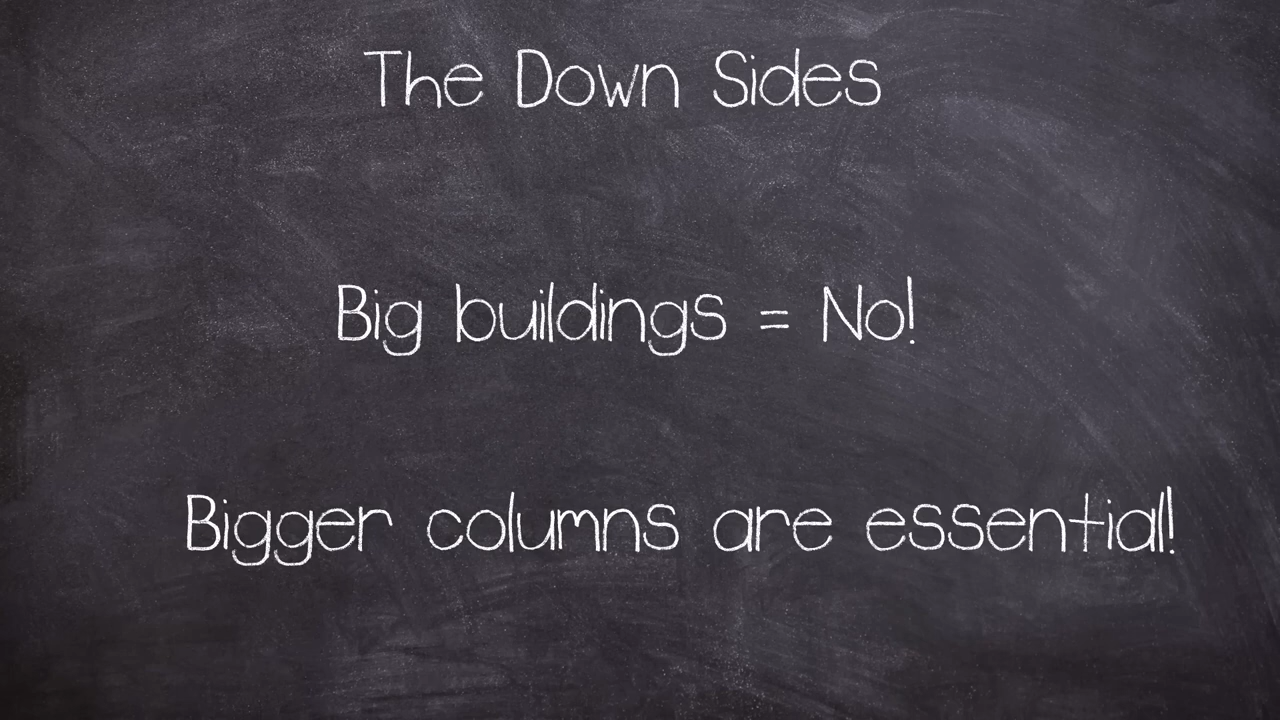 The Down Sides
Big buildings = No!
Bigger columns are essential!